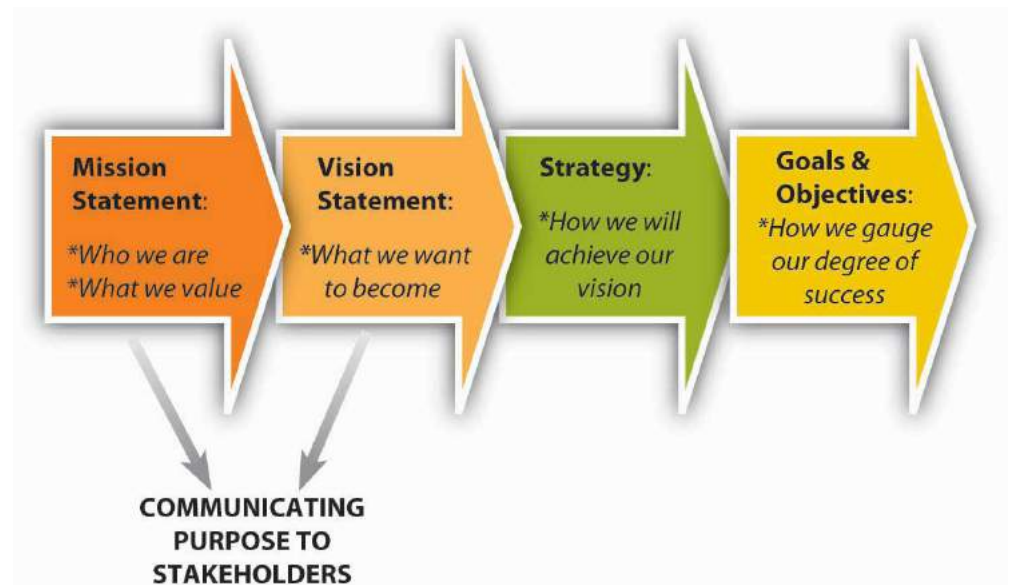 Mission
Statement:
*Who we are
*What we value
Vision
Statement:
*What we want
to become
Strategy:
*How we will
achieve our
vision
Goals &
Objectives:
*How we gauge
our degree of
success
COMMUNICATING
PURPOSE TO
STAKEHOLDERS